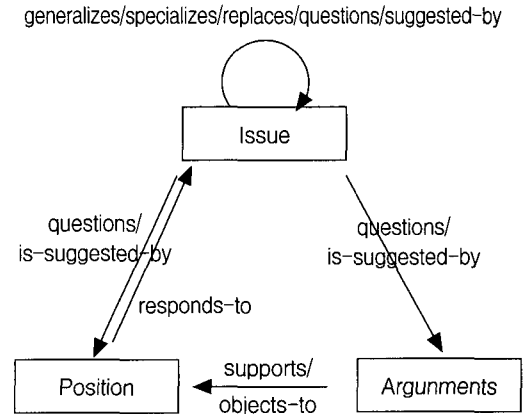 generalizes/specializes/replaces/questions/suggested-by
Issue
questions/
is-suggested-by
questions/
is-suggested-by
responds-to
Position
supports/
objects-to
Argunments